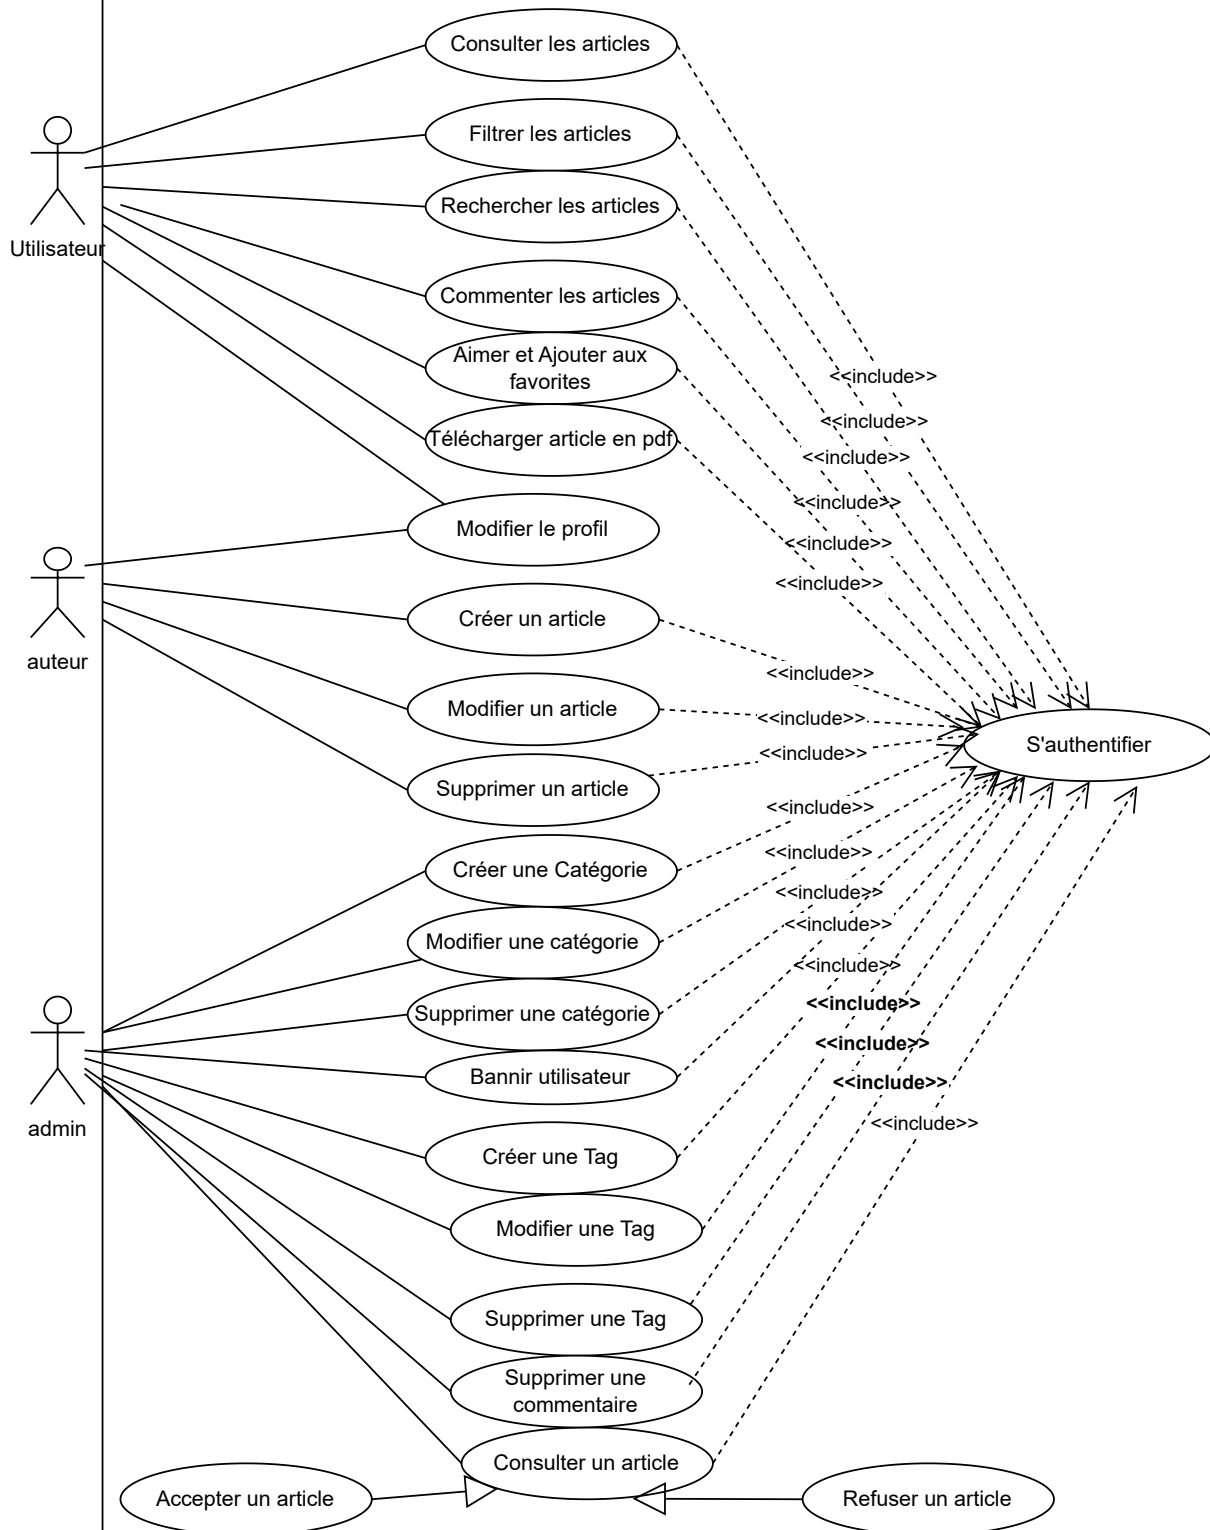 Consulter les articles
Filtrer les articles
Utilisateur
Rechercher les articles
Commenter les articles
Aimer et Ajouter aux
favorites
<<include>>
<<include>>
Télécharger article en pdf
<<include>>
<<include>>
Modifier le profil
<<include>>
<<include>>
Créer un article
auteur
<<include>>
Modifier un article
<<include>>
S'authentifier
<<include>>
Supprimer un article
<<include>>
Créer une Catégorie
<<include>>
<<include>>
Modifier une catégorie
<<include>>
<<include>>
Supprimer une catégorie
<<include>>
<<include>>
Bannir utilisateur
<<include>>
admin
<<include>>
Créer une Tag
Modifier une Tag
Supprimer une Tag
Supprimer une
commentaire
Consulter un article
Accepter un article
Refuser un article